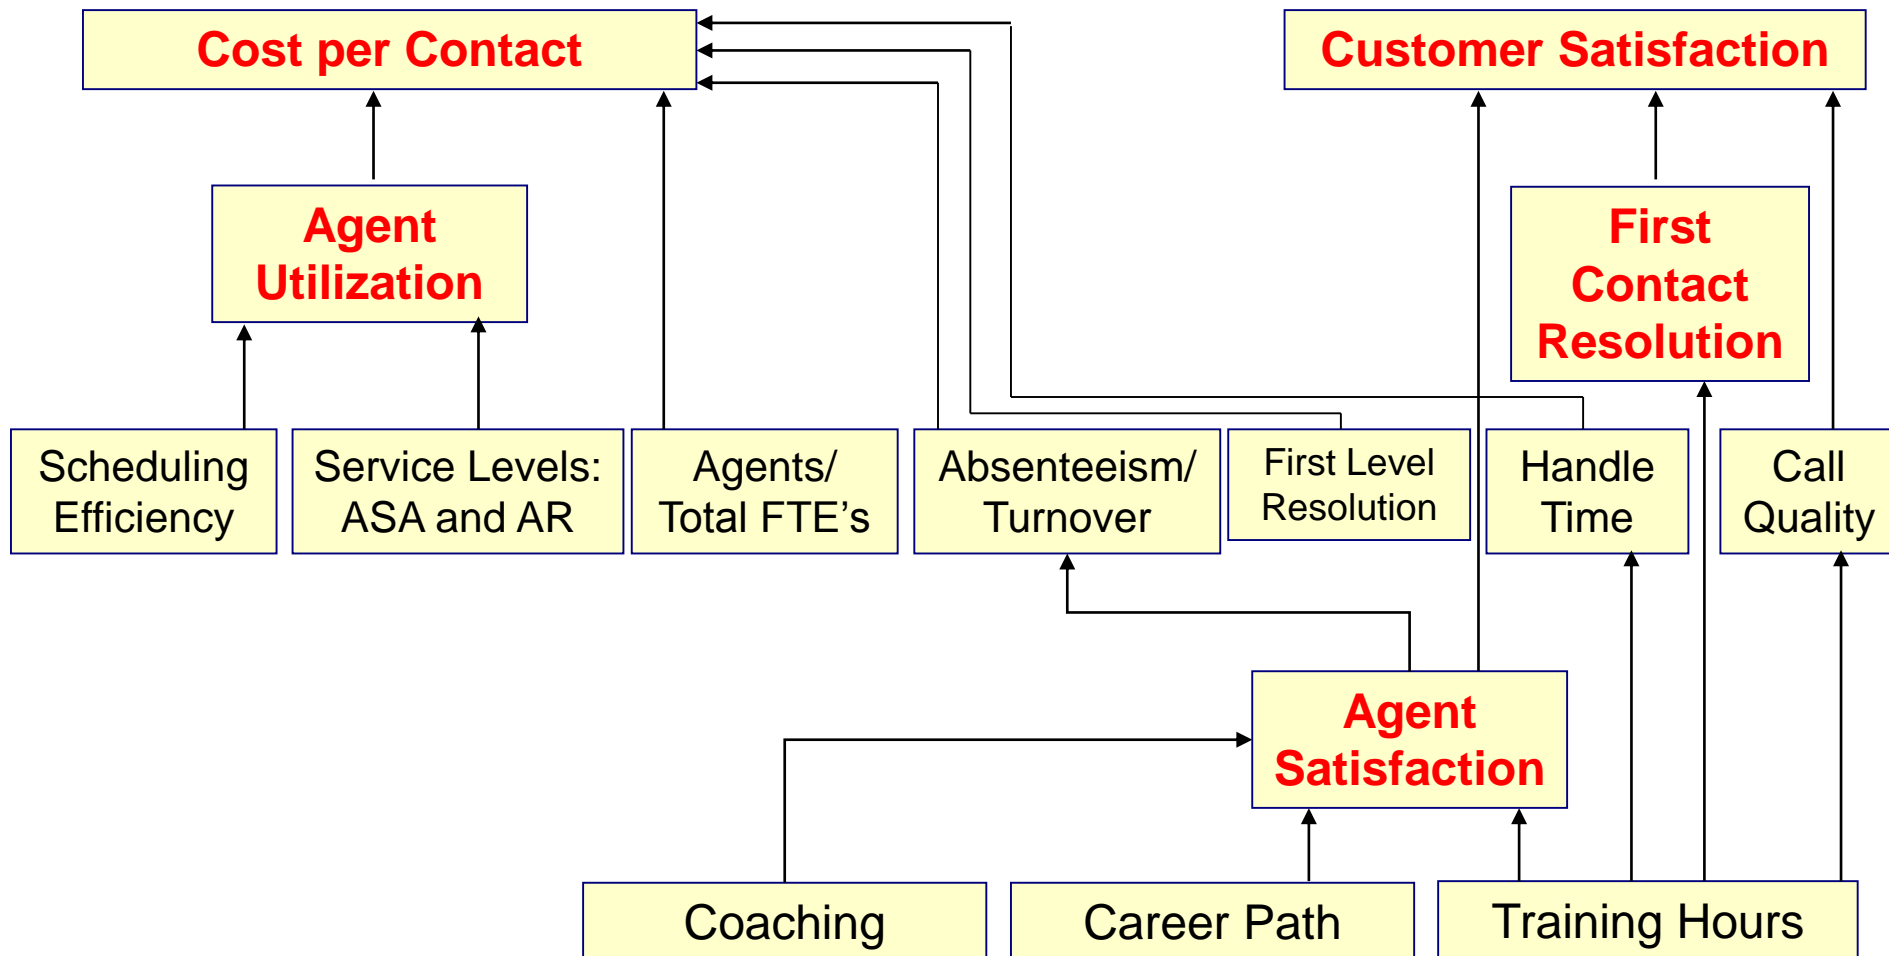 Cost per Contact
Customer Satisfaction
Agent
Utilization
First
Contact
Resolution
Scheduling
Efficiency
Service Levels:
ASA and AR
Agents/
Total FTE’s
Absenteeism/
Turnover
First Level
Resolution
Handle
Time
Call
Quality
Agent
Satisfaction
Coaching
Career Path
Training Hours